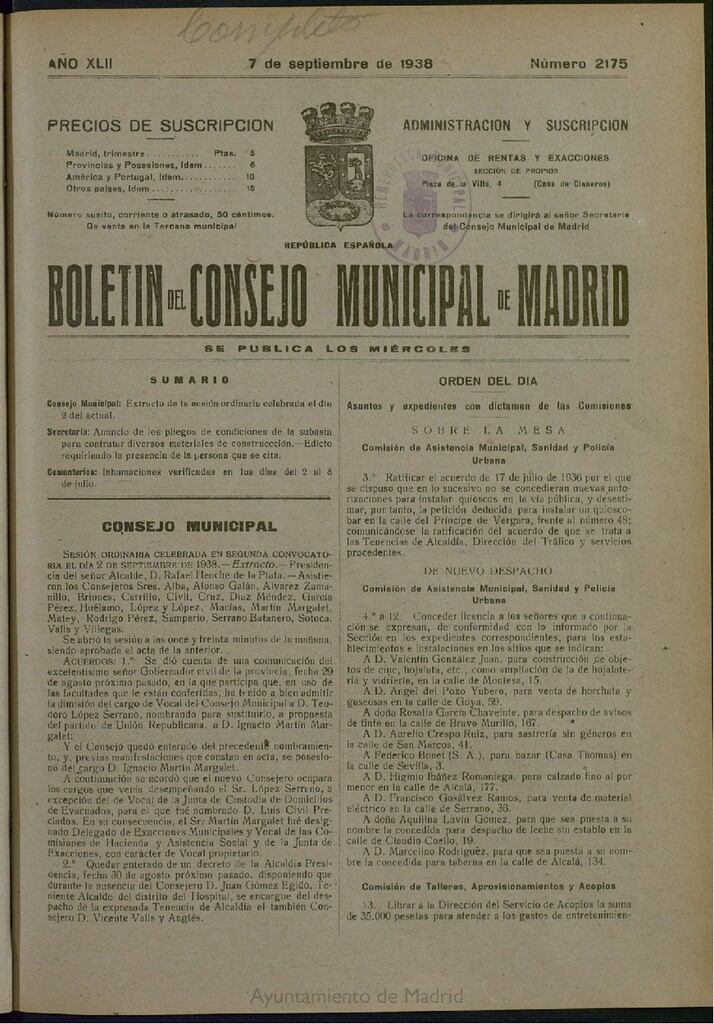 Completo
AÑO XLII
7 de septiembre de 1938
Número 2175
PRECIOS DE SUSCRIPCION
Madrid, trimestre........... Ptas. 5
Provincias y Posesiones, ídem....... 6
América y Portugal, ídem............ 10
Otros países, ídem.................. 15
Número suelto, corriente o atrasado, 50 céntimos.
De venta en la Tercena municipal
ADMINISTRACION Y SUSCRIPCION
OFICINA DE RENTAS Y EXACCIONES
SECCIÓN DE PROPIOS
Plaza de la Villa, 4 (Casa de Cisneros)
La correspondencia se dirigirá al señor Secretario
del Consejo Municipal de Madrid
HEMEROTECA MUNICIPAL
MADRID
REPÚBLICA ESPAÑOLA
BOLETIN DEL CONSEJO MUNICIPAL DE MADRID
SE PUBLICA LOS MIÉRCOLES
SUMARIO
Consejo Municipal: Extracto de la sesión ordinaria celebrada el día
2 del actual.
Secretaría: Anuncio de los pliegos de condiciones de la subasta
para contratar diversos materiales de construccción.—Edicto
requiriendo la presencia de la persona que se cita.
Cementerios: Inhumaciones verificadas en los días del 2 al 8
de julio.
CONSEJO MUNICIPAL
SESIÓN ORDINARIA CELEBRADA EN SEGUNDA CONVOCATO-
RIA EL DÍA 2 DE SEPTIEMBRE DE 1938.—Extracto.—Presiden-
cia del señor Alcalde, D. Rafael Henche de la Plata.—Asistie-
ron los Consejeros Sres. Alba, Alonso Galán, Alvarez Zama-
nillo, Briones, Carrillo, Civil, Cruz, Díaz Méndez, García
Pérez, Huélamo, López y López, Macías, Martín Margalet,
Matey, Rodrigo Pérez, Samperio, Serrano Batanero, Sotoca,
Valls y Villegas.
Se abrió la sesión a las once y treinta minutos de la mañana,
siendo aprobada el acta de la anterior.
ACUERDOS: 1.º Se dió cuenta de una comunicación del
excelentísimo señor Gobernador civil de la provincia, fecha 29
de agosto próximo pasado, en la que participa que, en uso de
las facultades que le están conferidas, ha tenido a bien admitir
la dimisión del cargo de Vocal del Consejo Municipal a D. Teo-
doro López Serrano, nombrando para sustituirlo, a propuesta
del partido de Unión Republicana, a D. Ignacio Martín Mar-
galet:
Y el Consejo quedó enterado del precedente nombramien-
to, y, previas manifestaciones que constan en acta, se posesio-
nó del cargo D. Ignacio Martín Margalet.
A continuación se acordó que el nuevo Consejero ocupara
los cargos que venía desempeñando el Sr. López Serrano, a
excepción del de Vocal de la Junta de Custodia de Domicilios
de Evacuados, para el que fué nombrado D. Luis Civil Pre-
ciados. En su consecuencia, el Sr. Martín Margalet fué desig-
nado Delegado de Exacciones Municipales y Vocal de las Co-
misiones de Hacienda y Asistencia Social y de la Junta de
Exacciones, con carácter de Vocal propietario.
2.º Quedar enterado de un decreto de la Alcaldía Presi-
dencia, fecha 30 de agosto próximo pasado, disponiendo que
durante la ausencia del Consejero D. Juan Gómez Egido, Te-
niente Alcalde del distrito del Hospital, se encargue del des-
pacho de la expresada Tenencia de Alcaldía el también Con-
sejero D. Vicente Valls y Anglés.
ORDEN DEL DIA
Asuntos y expedientes con dictamen de las Comisiones
SOBRE LA MESA
Comisión de Asistencia Municipal, Sanidad y Policía
Urbana
3.º Ratificar el acuerdo de 17 de julio de 1936 por el que
se dispuso que en lo sucesivo no se concedieran nuevas auto-
rizaciones para instalar quioscos en la vía pública, y desesti-
mar, por tanto, la petición deducida para instalar un quiosco-
bar en la calle del Príncipe de Vergara, frente al número 48;
comunicándose la ratificación del acuerdo de que se trata a
las Tenencias de Alcaldía, Dirección del Tráfico y servicios
procedentes.
DE NUEVO DESPACHO
Comisión de Asistencia Municipal, Sanidad y Policía
Urbana
4.º a 12. Conceder licencia a los señores que a continua-
ción se expresan, de conformidad con lo informado por la
Sección en los expedientes correspondientes, para los esta-
blecimientos e instalaciones en los sitios que se indican:
A D. Valentín González Juan, para construcción de obje-
tos de cinc, hojalata, etc., como ampliación de la de hojalate-
ría y vidriería, en la calle de Montesa, 15.
A D. Angel del Pozo Yubero, para venta de horchata y
gaseosas en la calle de Goya, 59.
A doña Rosalía García Chaveinte, para despacho de avisos
de tinte en la calle de Bravo Murillo, 167.
A D. Aurelio Crespo Ruiz, para sastrería sin géneros en
la calle de San Marcos, 41.
A Federico Bonet (S. A.), para bazar (Casa Thomas) en la
calle de Sevilla, 3.
A D. Higinio Ibáñez Romaniega, para calzado fino al por
menor en la calle de Alcalá, 177.
A D. Francisco Gosálvez Ramos, para venta de material
eléctrico en la calle de Serrano, 36.
A doña Aquilina Lavín Gómez, para que sea puesta a su
nombre la concedida para despacho de leche sin establo en la
calle de Claudio Coello, 19.
A D. Marcelino Rodríguez, para que sea puesta a su nom-
bre la concedida para taberna en la calle de Alcalá, 134.
Comisión de Talleres, Aprovisionamientos y Acopios
13. Librar a la Dirección del Servicio de Acopios la suma
de 35.000 pesetas para atender a los gastos de entretenimien-
Ayuntamiento de Madrid